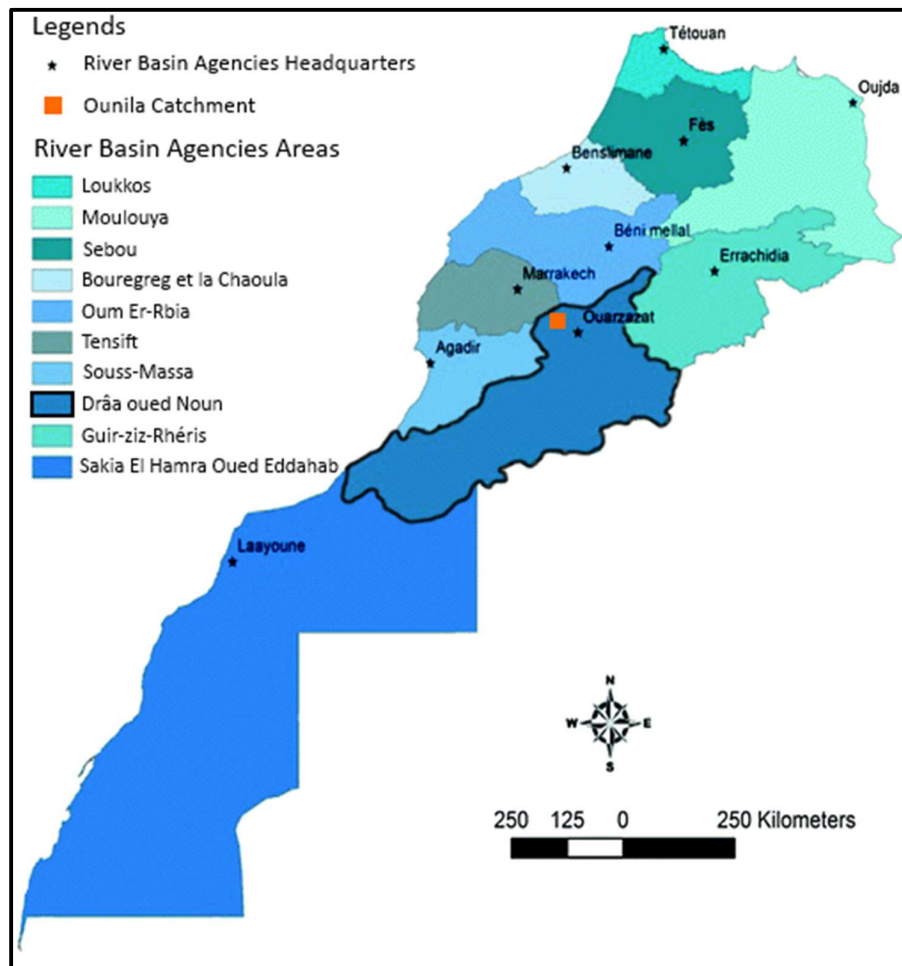 Legends
River Basin Agencies Headquarters
Ounila Catchment
River Basin Agencies Areas
Loukkos
Moulouya
Sebou
Bouregreg et la Chaoula
Oum Er-Rbia
Tensift
Souss-Massa
Drâa oued Noun
Guir-ziz-Rhéris
Sakia El Hamra Oued Eddahab
Tétouan
Oujda
Fès
Benslimane
Béni mellal
Errachidia
Marrakech
Ouarzazat
Agadir
Laayoune
N
W E
S
250 125 0 250 Kilometers